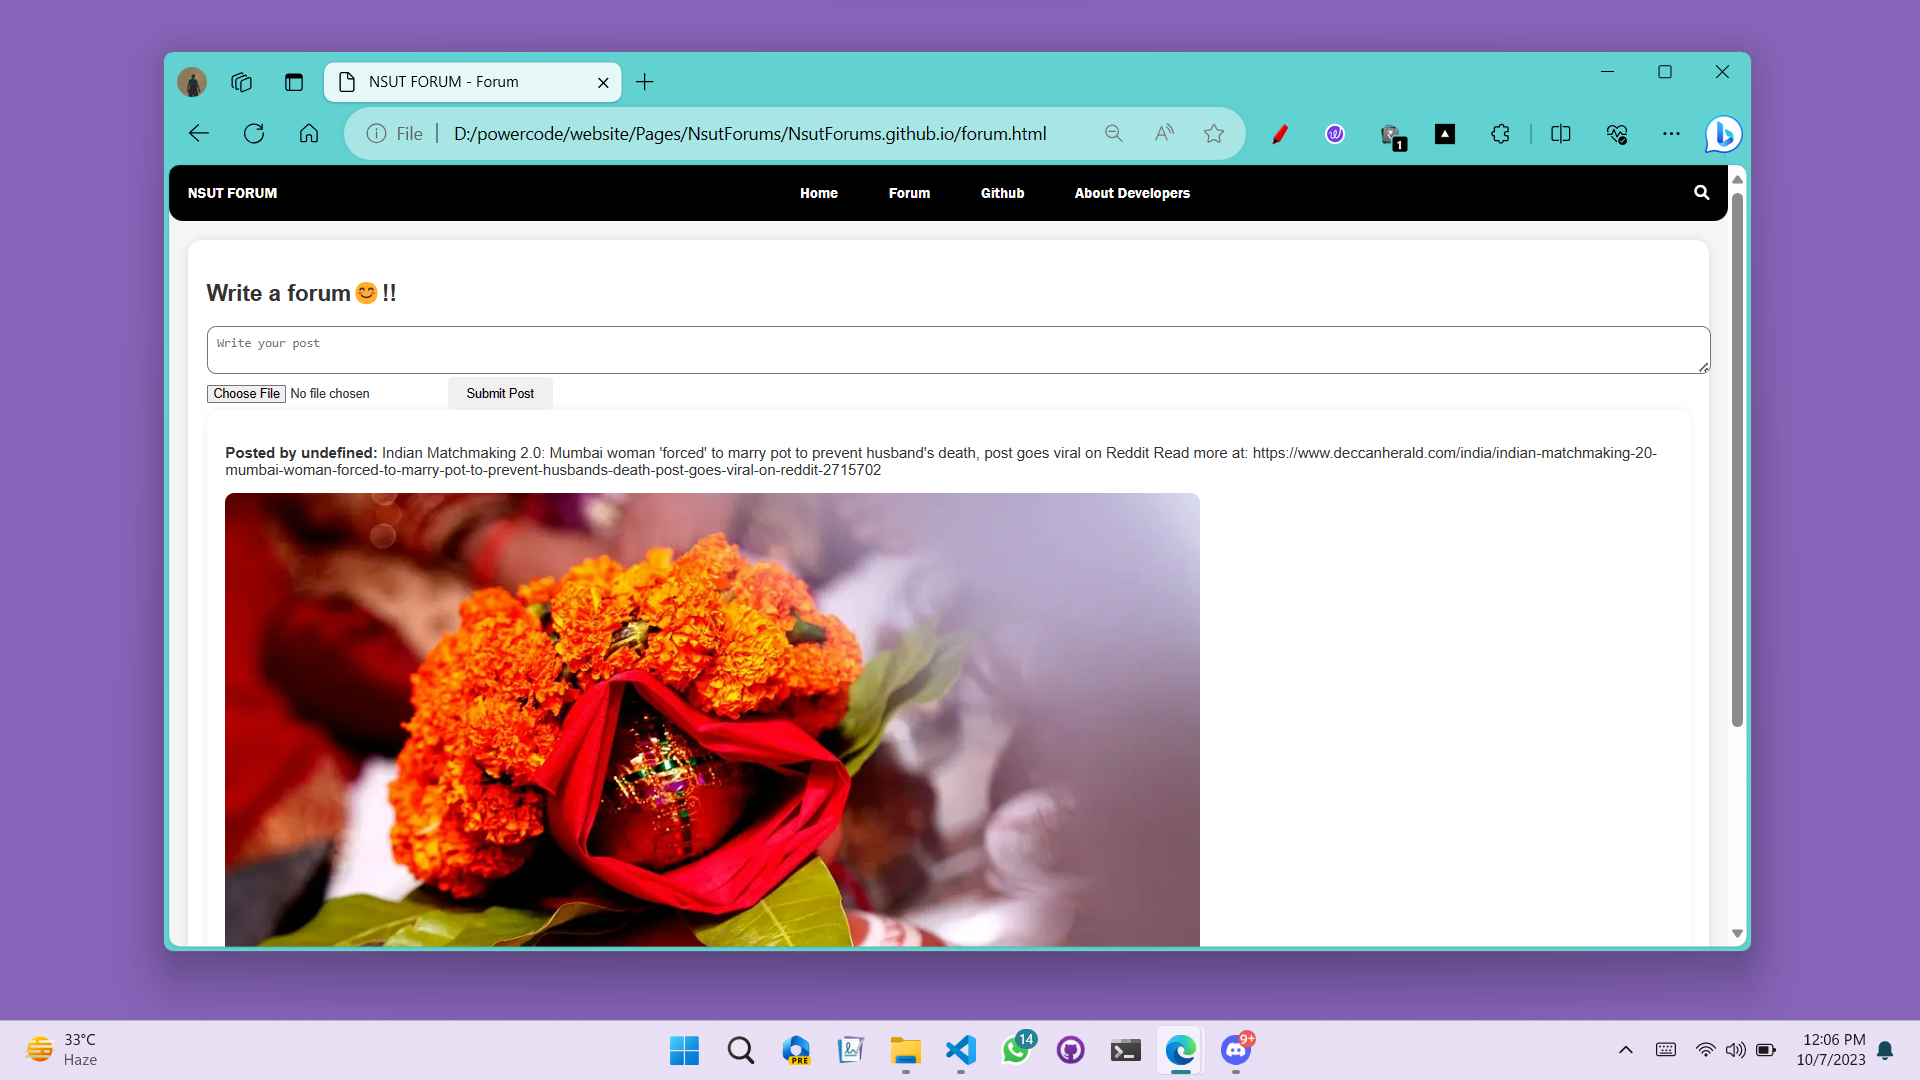 NSUT FORUM - Forum
File
D:/powercode/website/Pages/NsutForums/NsutForums.github.io/forum.html
1
NSUT FORUM
Home
Forum
Github
About Developers
Write a forum😊!!
Write your post
Choose File No file chosen
Submit Post
Posted by undefined: Indian Matchmaking 2.0: Mumbai woman 'forced' to marry pot to prevent husband's death, post goes viral on Reddit Read more at: https://www.deccanherald.com/india/indian-matchmaking-20-
mumbai-woman-forced-to-marry-pot-to-prevent-husbands-death-post-goes-viral-on-reddit-2715702
33°C
Haze
PRE
14
9+
12:06 PM
10/7/2023